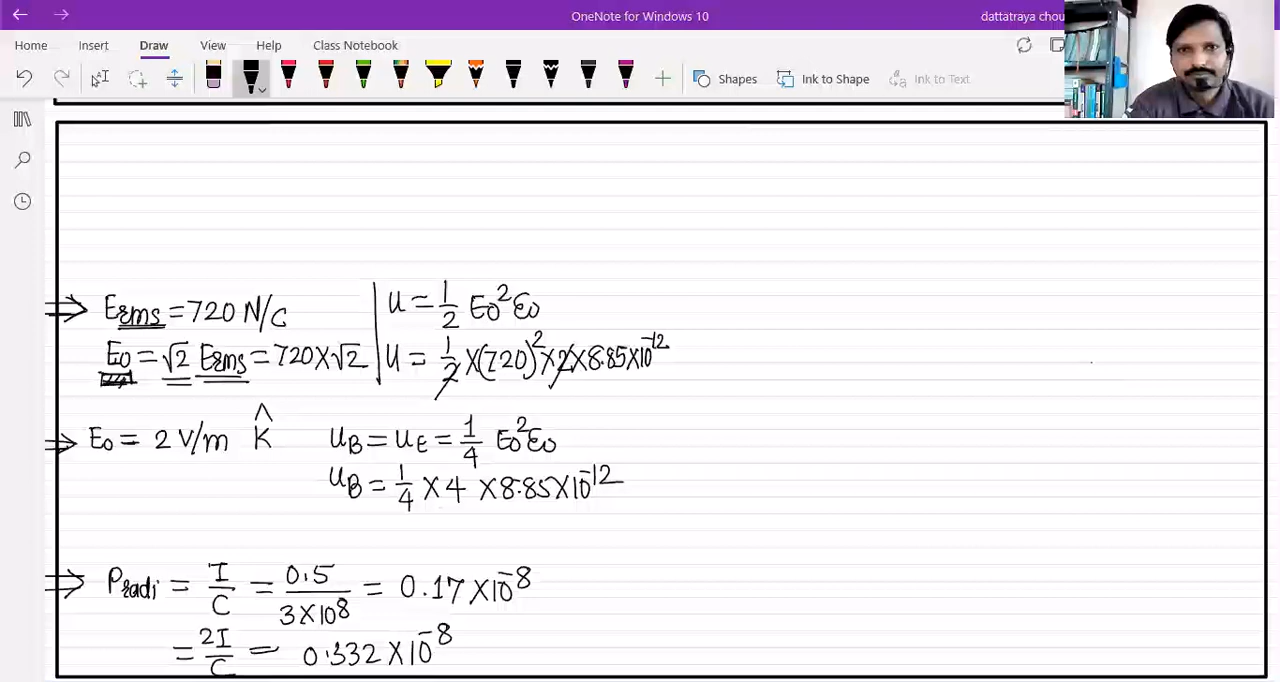 OneNote for Windows 10
dattatraya chou
Home Insert Draw View Help Class Notebook
Shapes Ink to Shape Ink to Text
⇒ Erms = 720 N/C
E0 = √2 Erms = 720 X √2
u = 1/2 E0² ε0
u = 1/2 × (720)² × 2 × 8.85 × 10^-12
⇒ E0 = 2 V/m K̂
uB = uE = 1/4 E0² ε0
uB = 1/4 × 4 × 8.85 × 10^-12
⇒ Pradi = I/C = 0.5/3×10^8 = 0.17 × 10^-8
= 2I/C = 0.332 × 10^-8